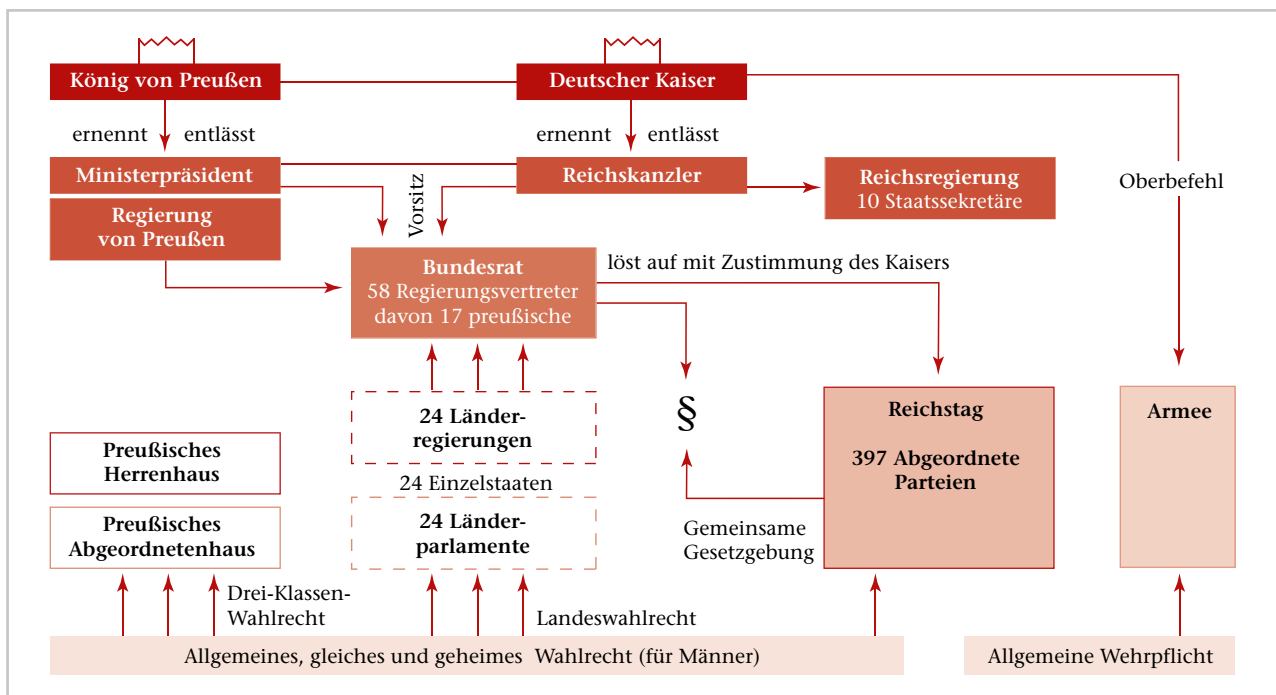 König von Preußen
Deutscher Kaiser
ernennt entlässt
ernennt entlässt
Ministerpräsident
Reichskanzler
Reichsregierung
10 Staatssekretäre
Oberbefehl
Vorsitz
Regierung
von Preußen
Bundesrat
58 Regierungsvertreter
davon 17 preußische
löst auf mit Zustimmung des Kaisers
24 Länder-
regierungen
§
Reichstag
397 Abgeordnete
Parteien
Armee
Preußisches
Herrenhaus
24 Einzelstaaten
Preußisches
Abgeordnetenhaus
24 Länder-
parlamente
Gemeinsame
Gesetzgebung
Drei-Klassen-
Wahlrecht
Landeswahlrecht
Allgemeines, gleiches und geheimes Wahlrecht (für Männer)
Allgemeine Wehrpflicht